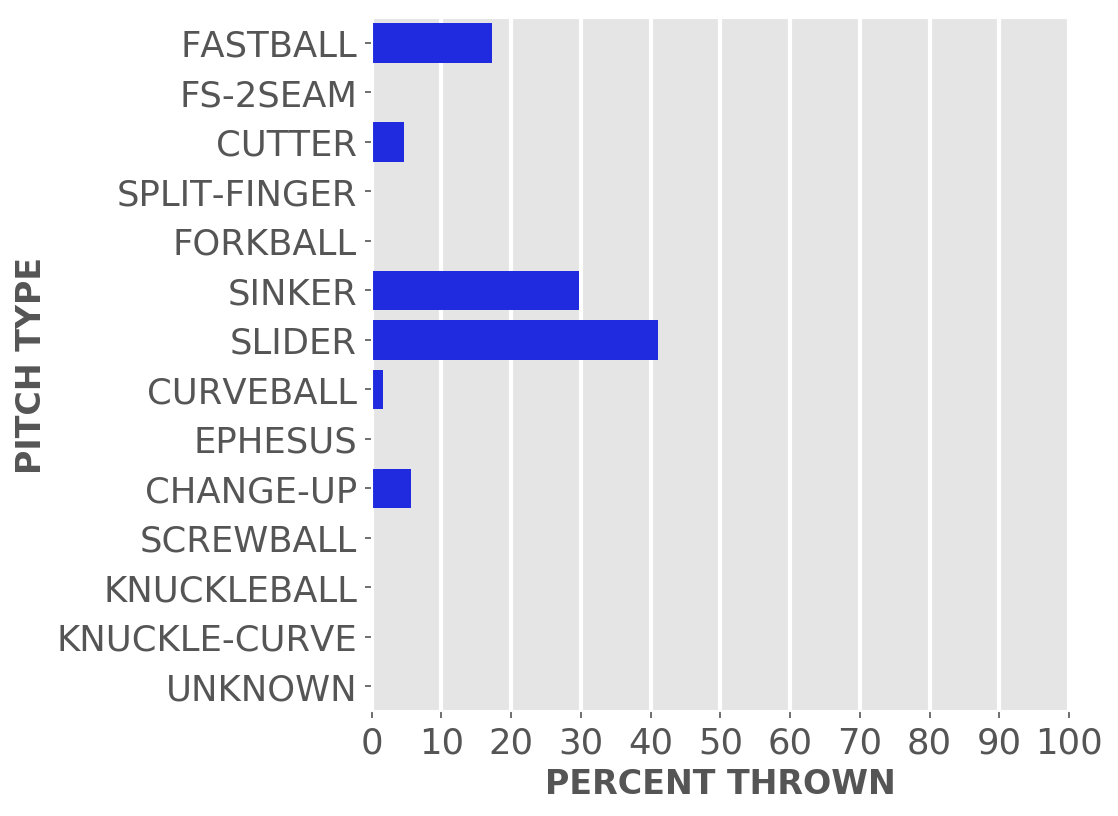 FASTBALL
FS-2SEAM
CUTTER
SPLIT-FINGER
FORKBALL
SINKER
SLIDER
CURVEBALL
EPHESUS
CHANGE-UP
SCREWBALL
KNUCKLEBALL
KNUCKLE-CURVE
UNKNOWN
PITCH TYPE
0 10 20 30 40 50 60 70 80 90 100
PERCENT THROWN